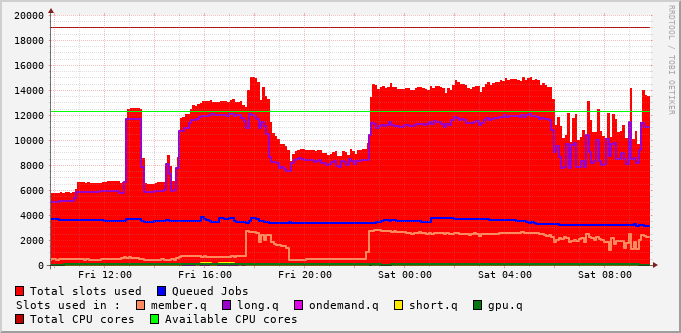 RRDTOOL / TOBI OETIKER
20000
18000
16000
14000
12000
10000
8000
6000
4000
2000
0
Fri 12:00 Fri 16:00 Fri 20:00 Sat 00:00 Sat 04:00 Sat 08:00
Total slots used Queued Jobs
Slots used in : member.q long.q ondemand.q short.q gpu.q
Total CPU cores Available CPU cores